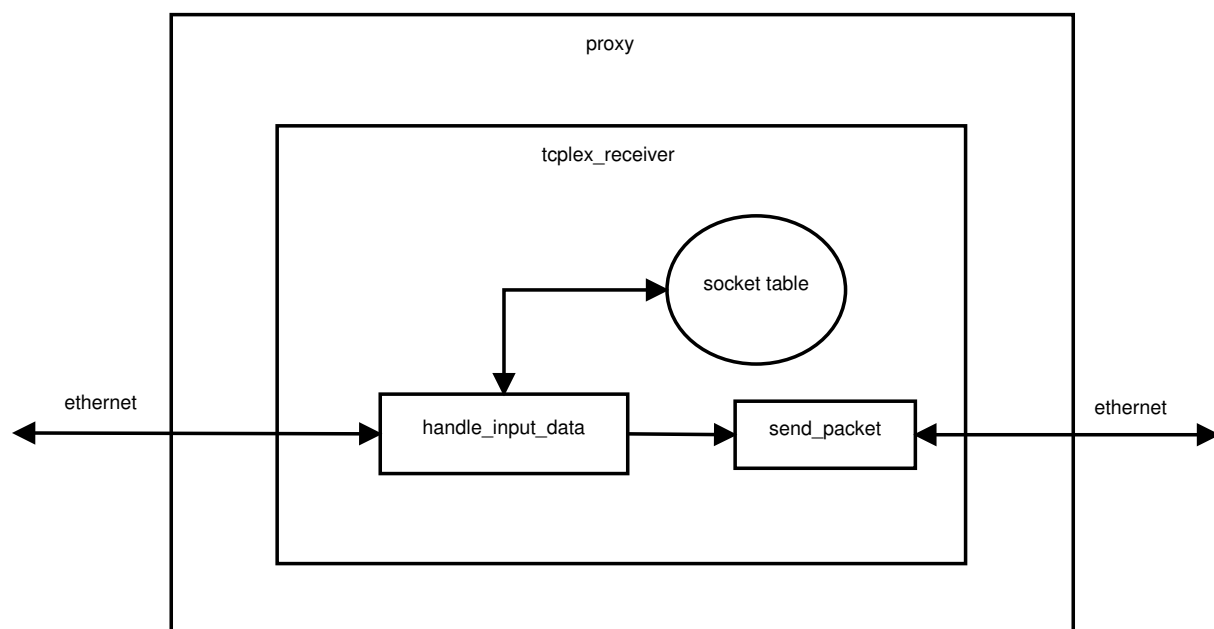 proxy
tcplex_receiver
socket table
ethernet
handle_input_data
send_packet
ethernet